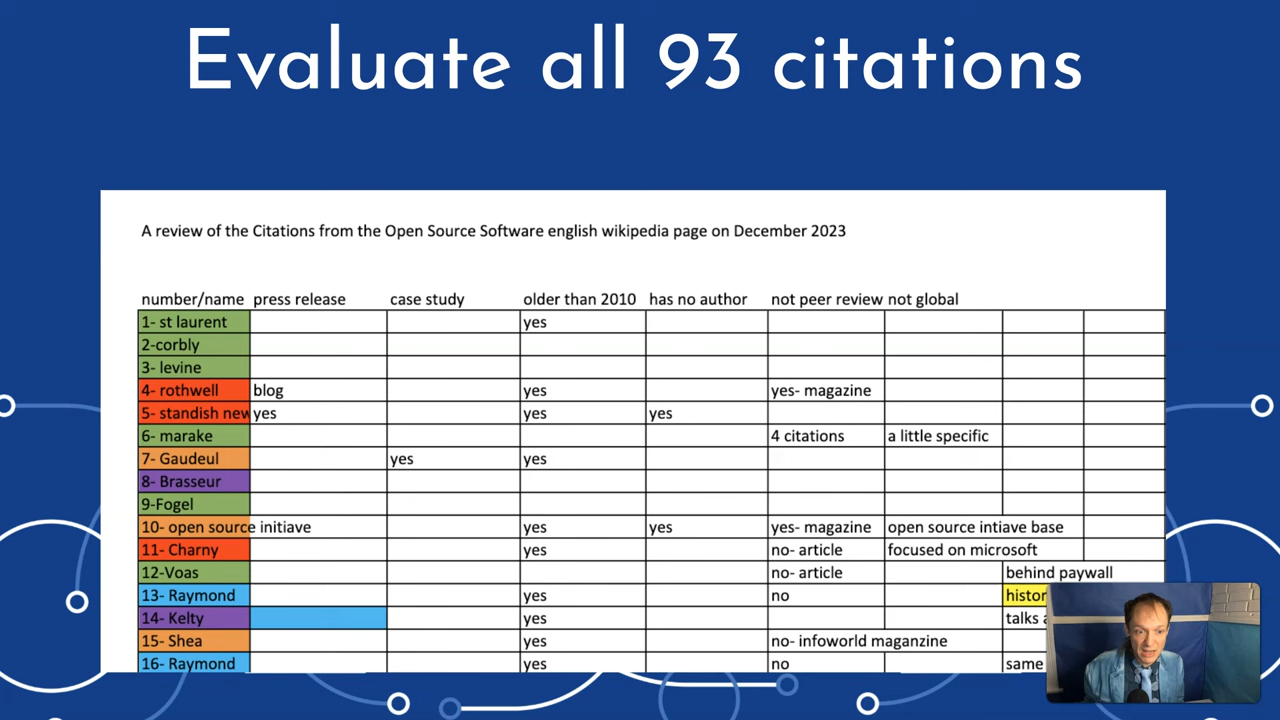 Evaluate all 93 citations
A review of the Citations from the Open Source Software english wikipedia page on December 2023
number/name press release case study older than 2010 has no author not peer review not global
1- st laurent yes
2-corbly
3- levine
4- rothwell blog yes yes- magazine
5- standish new yes yes yes
6- marake 4 citations a little specific
7- Gaudeul yes yes
8- Brasseur
9-Fogel
10- open source initiave yes yes yes- magazine open source intiave base
11- Charny yes no- article focused on microsoft
12-Voas no- article behind paywall
13- Raymond yes no histor
14- Kelty yes talks
15- Shea yes no- infoworld maganzine
16- Raymond yes no same